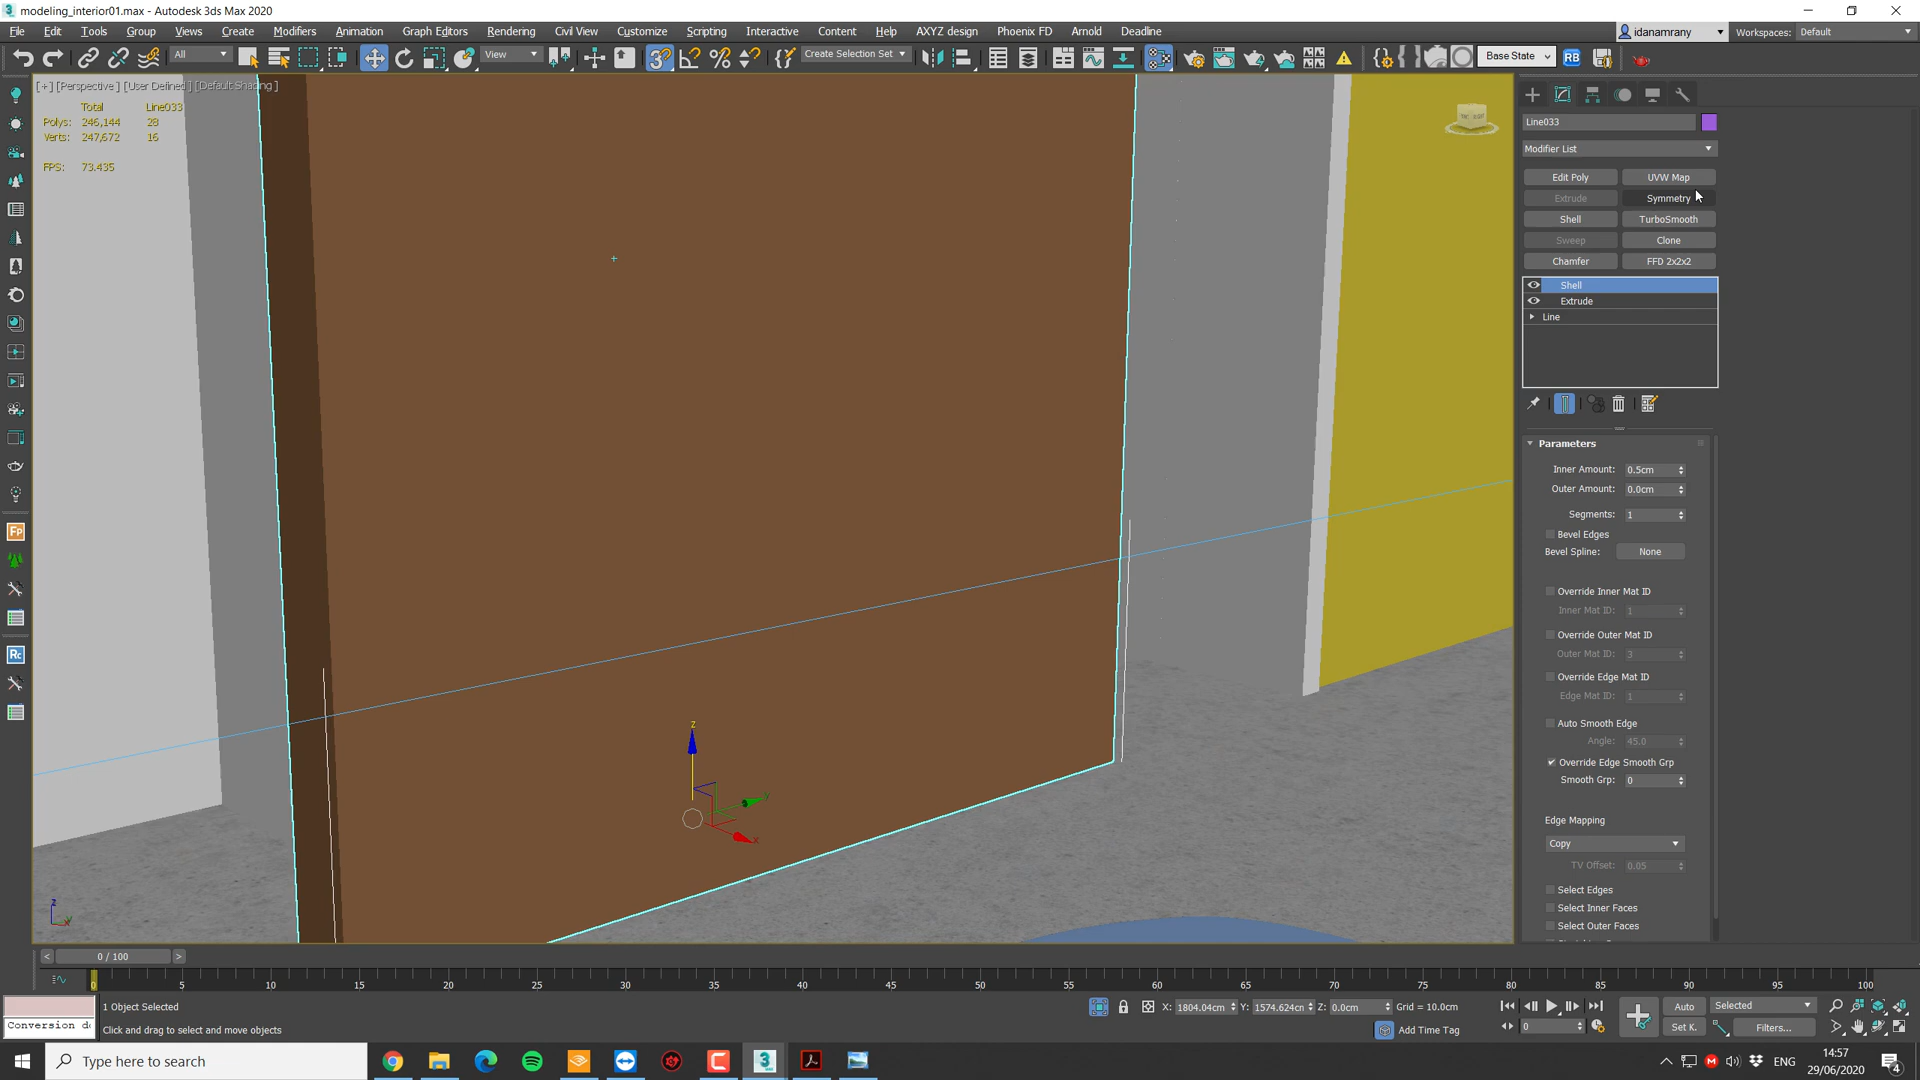 modeling_interior01.max - Autodesk 3ds Max 2020
File Edit Tools Group Views Create Modifiers Animation Graph Editors Rendering Civil View Customize Scripting Interactive Content Help AXYZ design Phoenix FD Arnold Deadline idanamrany Workspaces: Default
All View Create Selection Set Base State RB
[+] [Perspective ] [User Defined ] [Default Shading ]
Total Line033
Polys: 246,144 28
Verts: 247,672 16
FPS: 73.435
Line033
Modifier List
Edit Poly UVW Map
Extrude Symmetry
Shell TurboSmooth
Sweep Clone
Chamfer FFD 2x2x2
Shell
Extrude
Line
Parameters
Inner Amount: 0.5cm
Outer Amount: 0.0cm
Segments: 1
Bevel Edges
Bevel Spline: None
Override Inner Mat ID
Inner Mat ID: 1
Override Outer Mat ID
Outer Mat ID: 3
Override Edge Mat ID
Edge Mat ID: 1
Auto Smooth Edge
Angle: 45.0
Override Edge Smooth Grp
Smooth Grp: 0
Edge Mapping
Copy
TV Offset: 0.05
Select Edges
Select Inner Faces
Select Outer Faces
Fp
Rc
z
y
x
z
< 0 / 100 >
0 5 10 15 20 25 30 35 40 45 50 55 60 65 70 75 80 85 90 95 100
1 Object Selected X: 1804.04cm Y: 1574.624cm Z: 0.0cm Grid = 10.0cm Auto Selected
Conversion d Click and drag to select and move objects Add Time Tag 0 Set K. Filters...
Type here to search
ENG
14:57
29/06/2020
4